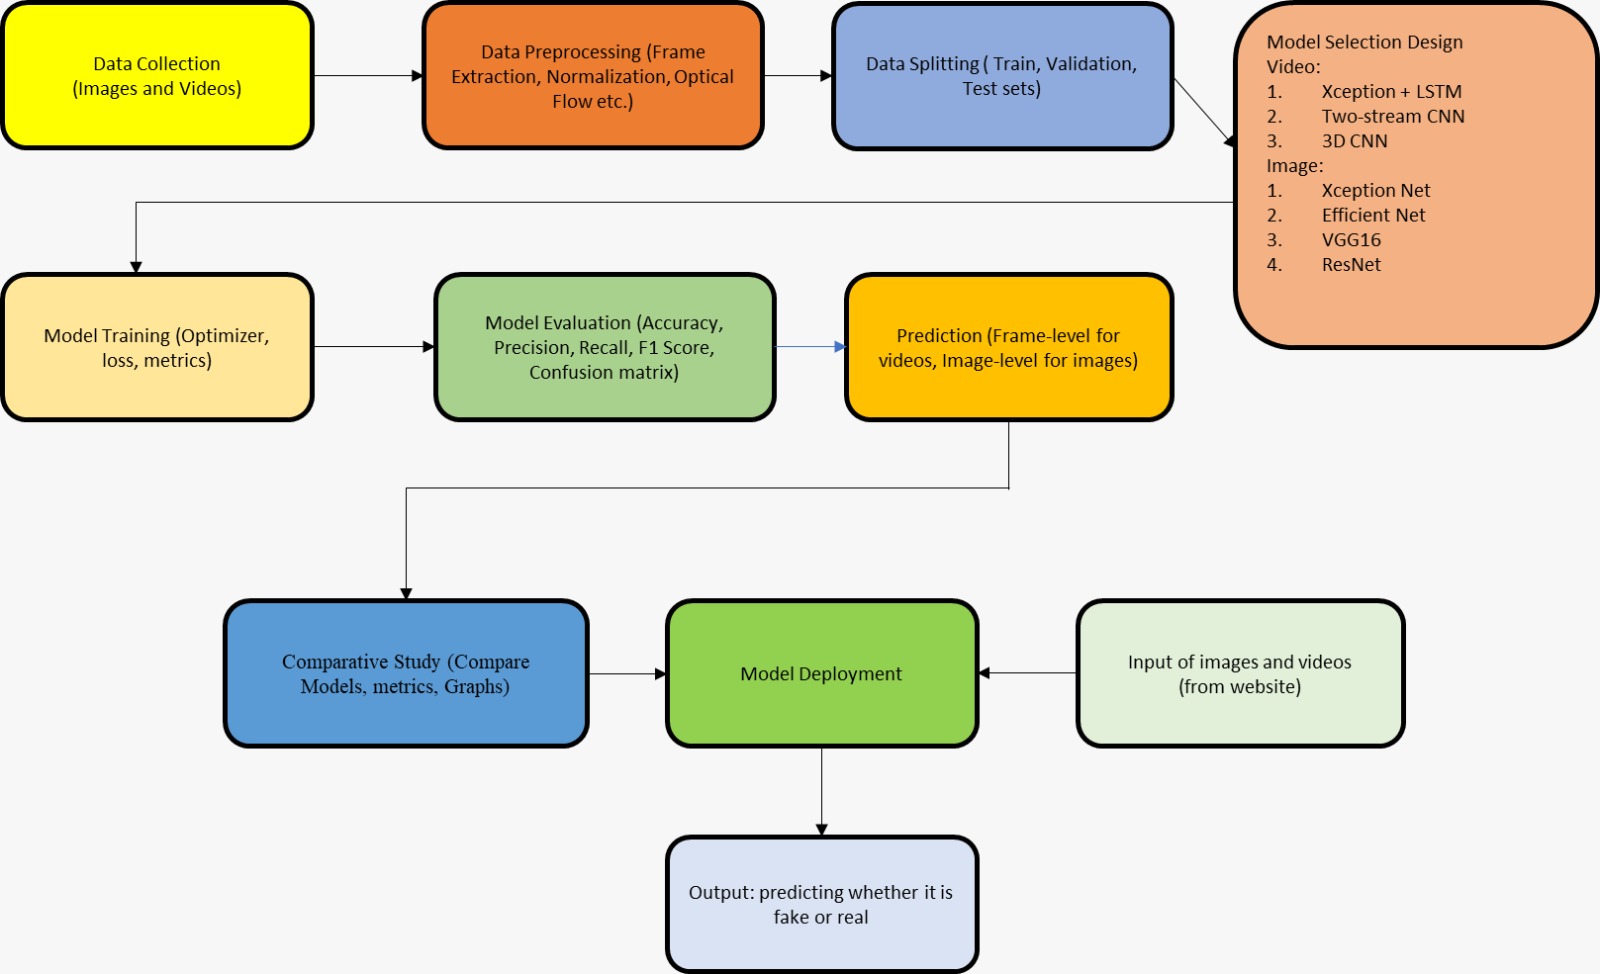 Data Collection
(Images and Videos)
Data Preprocessing (Frame
Extraction, Normalization, Optical
Flow etc.)
Data Splitting ( Train, Validation,
Test sets)
Model Selection Design
Video:
1. Xception + LSTM
2. Two-stream CNN
3. 3D CNN
Image:
1. Xception Net
2. Efficient Net
3. VGG16
4. ResNet
Model Training (Optimizer,
loss, metrics)
Model Evaluation (Accuracy,
Precision, Recall, F1 Score,
Confusion matrix)
Prediction (Frame-level for
videos, Image-level for images)
Comparative Study (Compare
Models, metrics, Graphs)
Model Deployment
Input of images and videos
(from website)
Output: predicting whether it is
fake or real